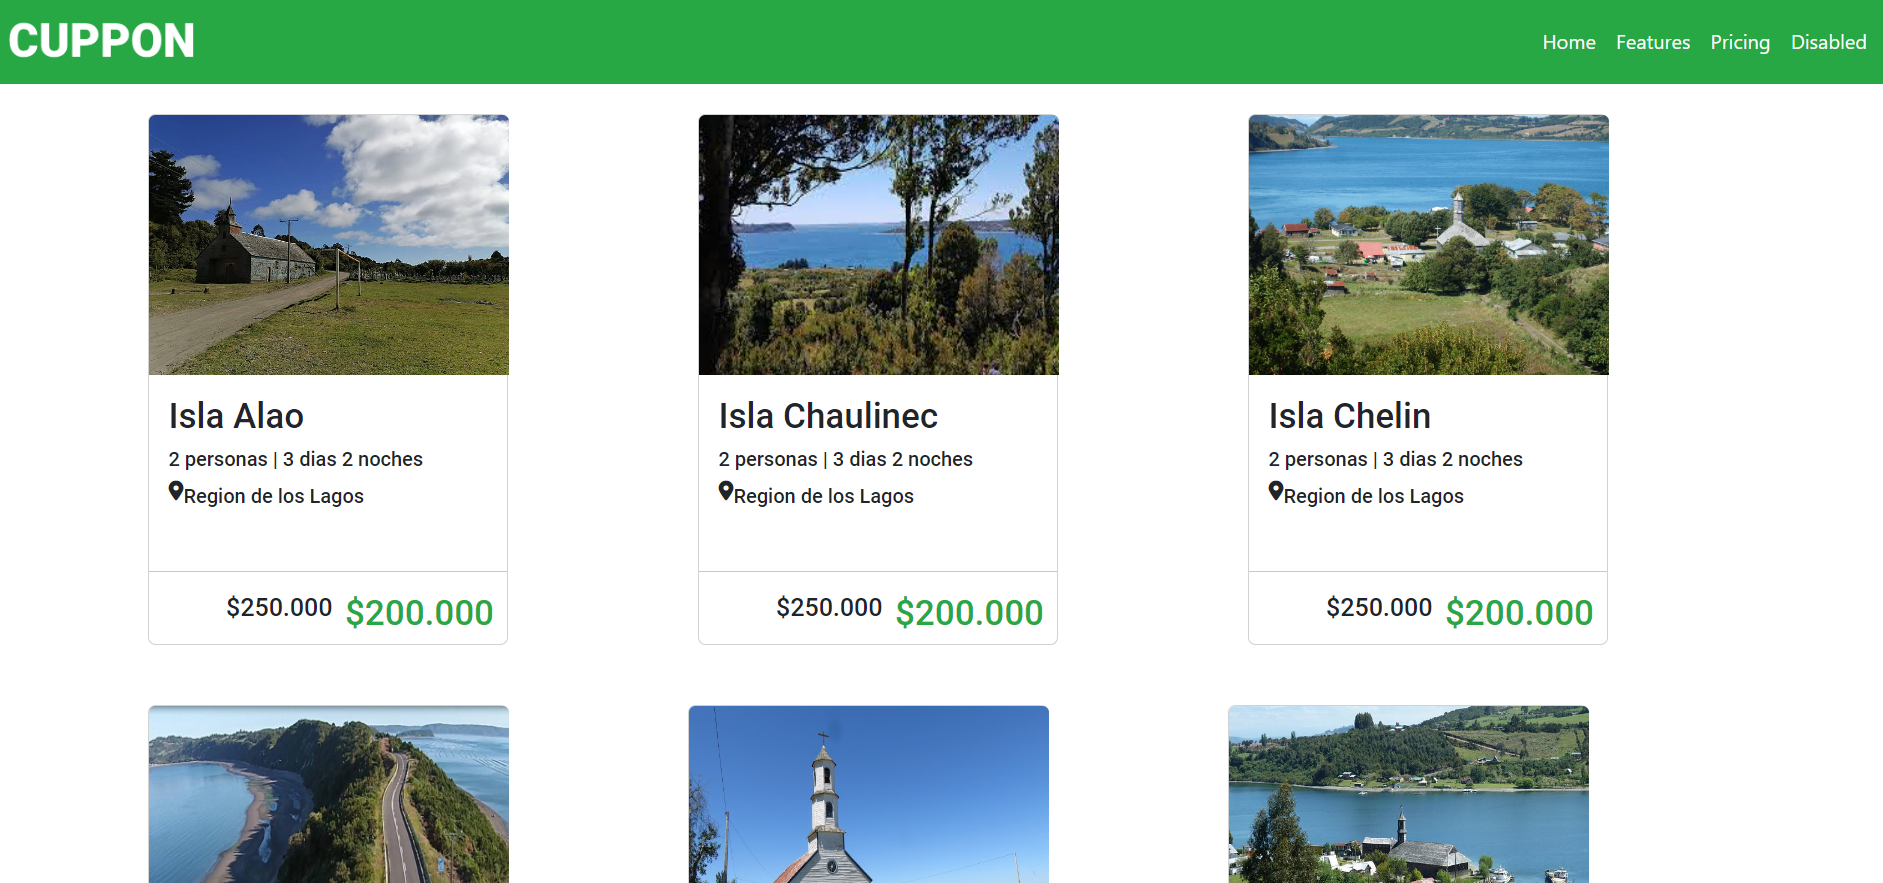 CUPPON
Home Features Pricing Disabled
Isla Alao
2 personas | 3 dias 2 noches
Region de los Lagos
$250.000 $200.000
Isla Chaulinec
2 personas | 3 dias 2 noches
Region de los Lagos
$250.000 $200.000
Isla Chelin
2 personas | 3 dias 2 noches
Region de los Lagos
$250.000 $200.000